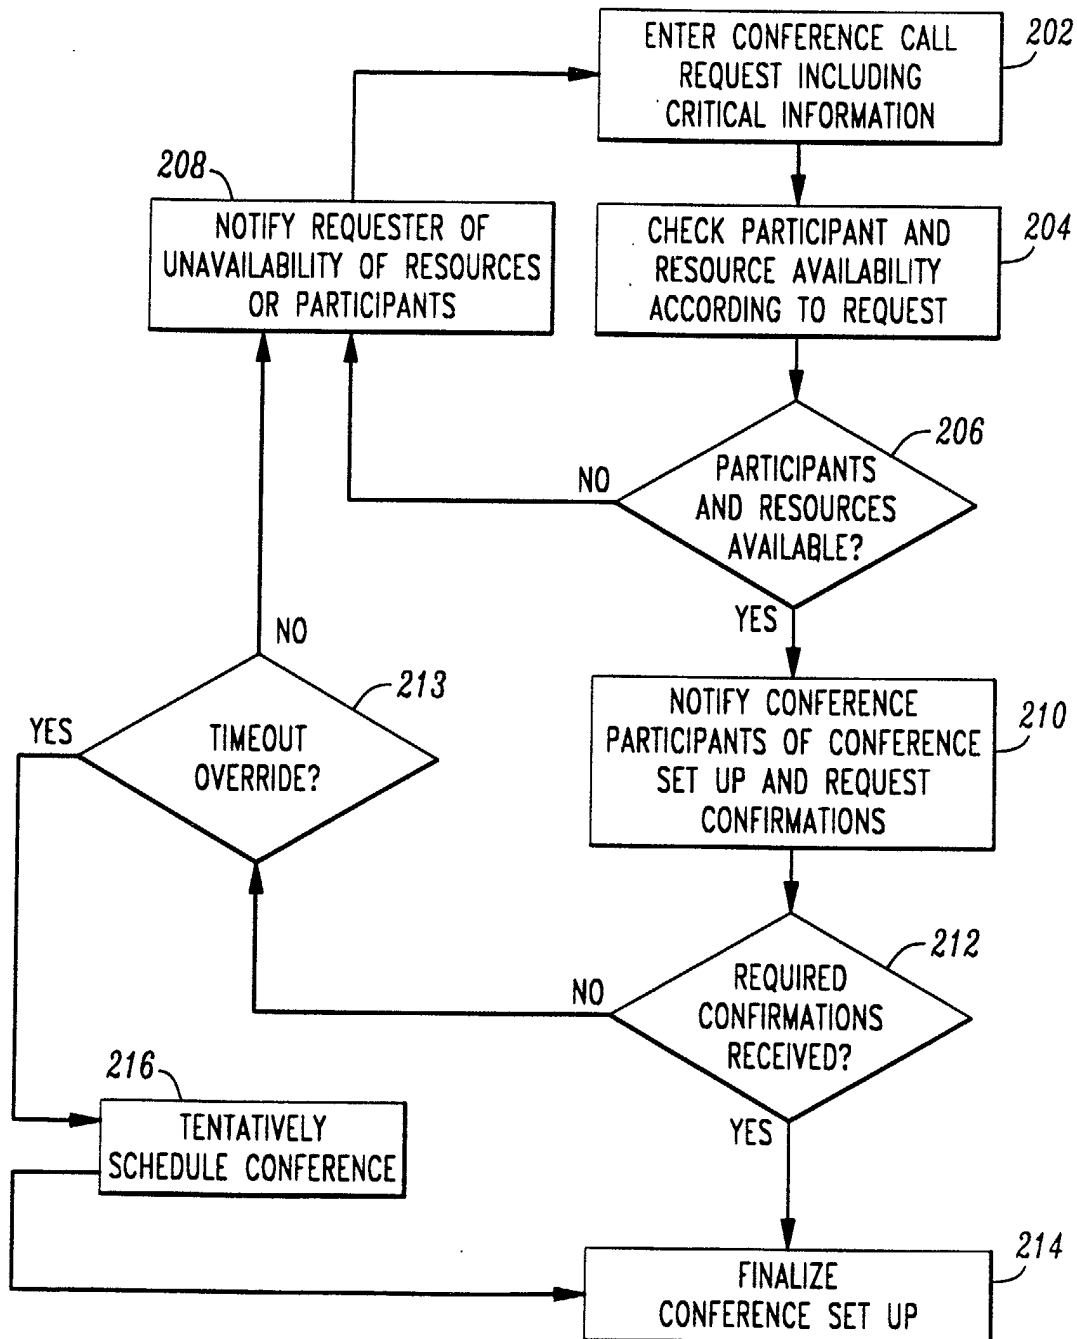 ENTER CONFERENCE CALL
REQUEST INCLUDING
CRITICAL INFORMATION
202
208
NOTIFY REQUESTER OF
UNAVAILABILITY OF RESOURCES
OR PARTICIPANTS
CHECK PARTICIPANT AND
RESOURCE AVAILABILITY
ACCORDING TO REQUEST
204
206
PARTICIPANTS
AND RESOURCES
AVAILABLE?
NO
YES
NOTIFY CONFERENCE
PARTICIPANTS OF CONFERENCE
SET UP AND REQUEST
CONFIRMATIONS
210
NO
213
YES
TIMEOUT
OVERRIDE?
212
REQUIRED
CONFIRMATIONS
RECEIVED?
NO
YES
216
TENTATIVELY
SCHEDULE CONFERENCE
214
FINALIZE
CONFERENCE SET UP